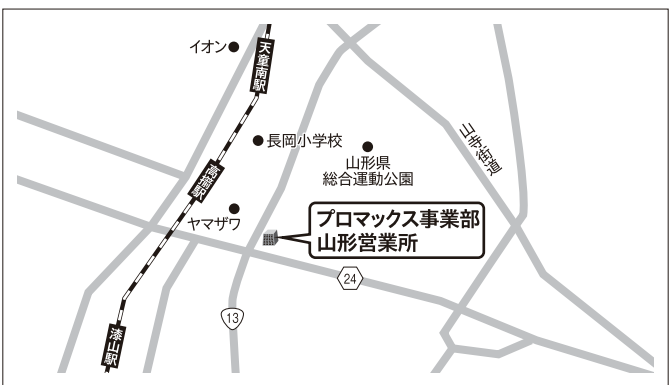 イオン
天童南駅
長岡小学校
山形県
総合運動公園
山寺街道
高擶駅
ヤマザワ
プロマックス事業部
山形営業所
24
13
漆山駅